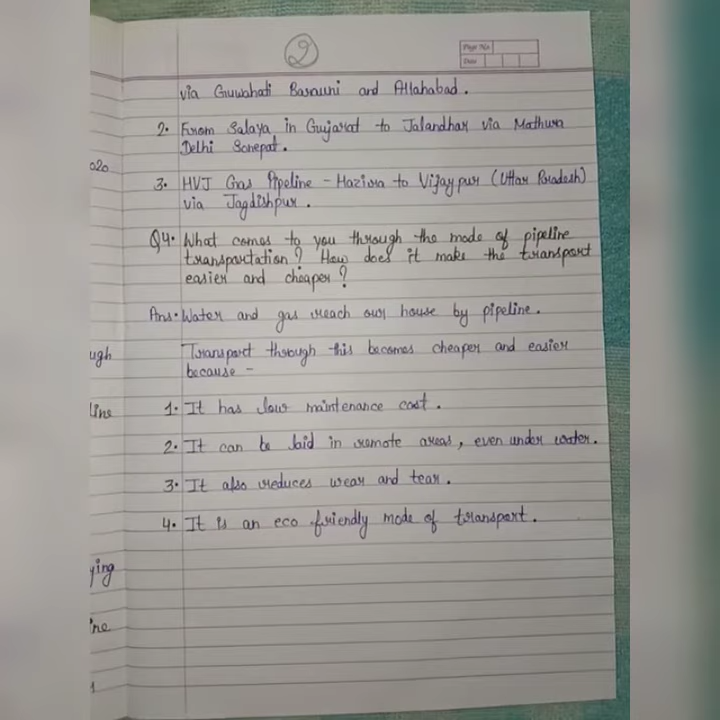 2
Page No.
Date
via Guwahati Barauni and Allahabad.
2. From Salaya in Gujarat to Jalandhar via Mathura
Delhi Sonepat.
3. HVJ Gas Pipeline - Hazira to Vijaypur (Uttar Pradesh)
via Jagdishpur.
Q4. What comes to you through the mode of pipeline
transportation? How does it make the transport
easier and cheaper?
Ans. Water and gas reach our house by pipeline.
Transport through this becomes cheaper and easier
because -
1. It has low maintenance cost.
2. It can be laid in remote areas, even under water.
3. It also reduces wear and tear.
4. It is an eco friendly mode of transport.
020
ugh
line
ying
ine